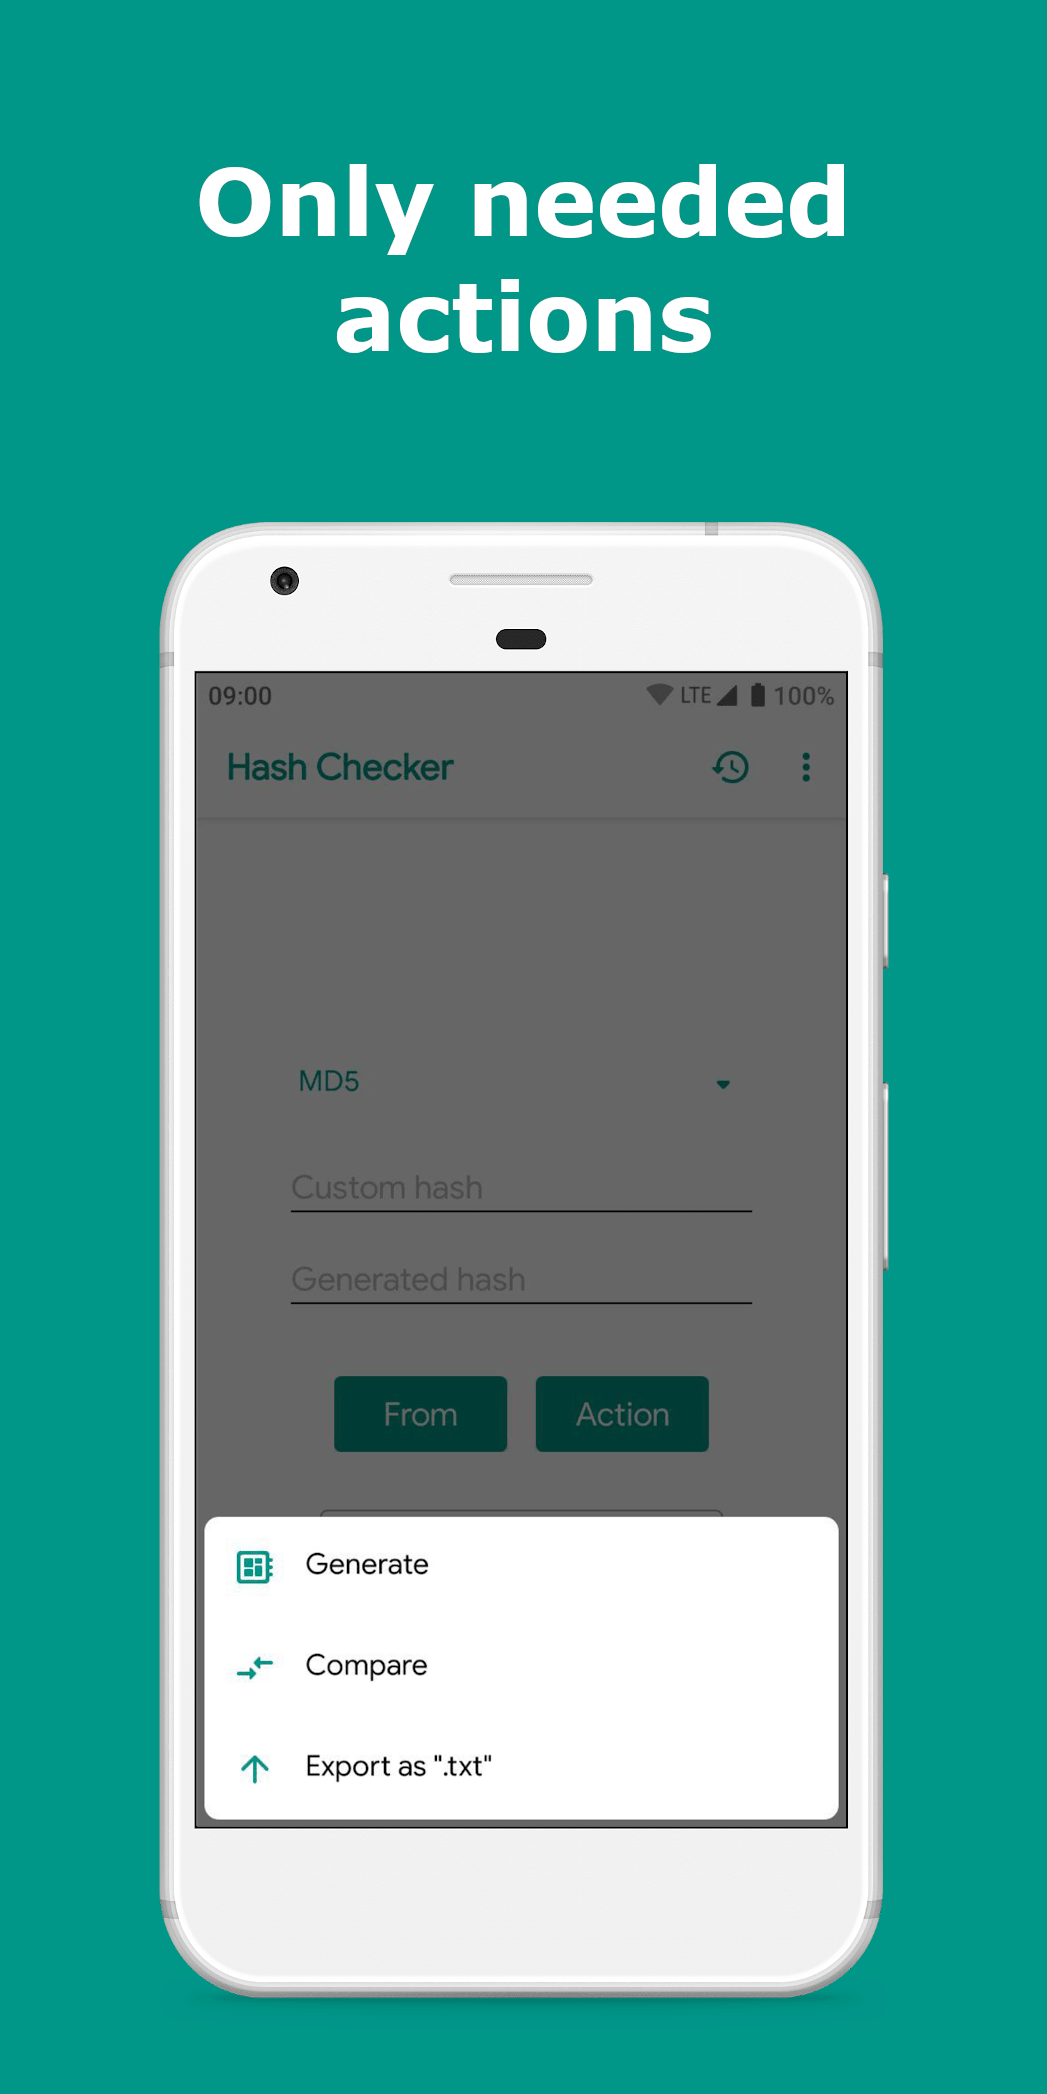 Only needed
actions
09:00 LTE 100%
Hash Checker
MD5
Custom hash
Generated hash
From Action
Generate
Compare
Export as ".txt"